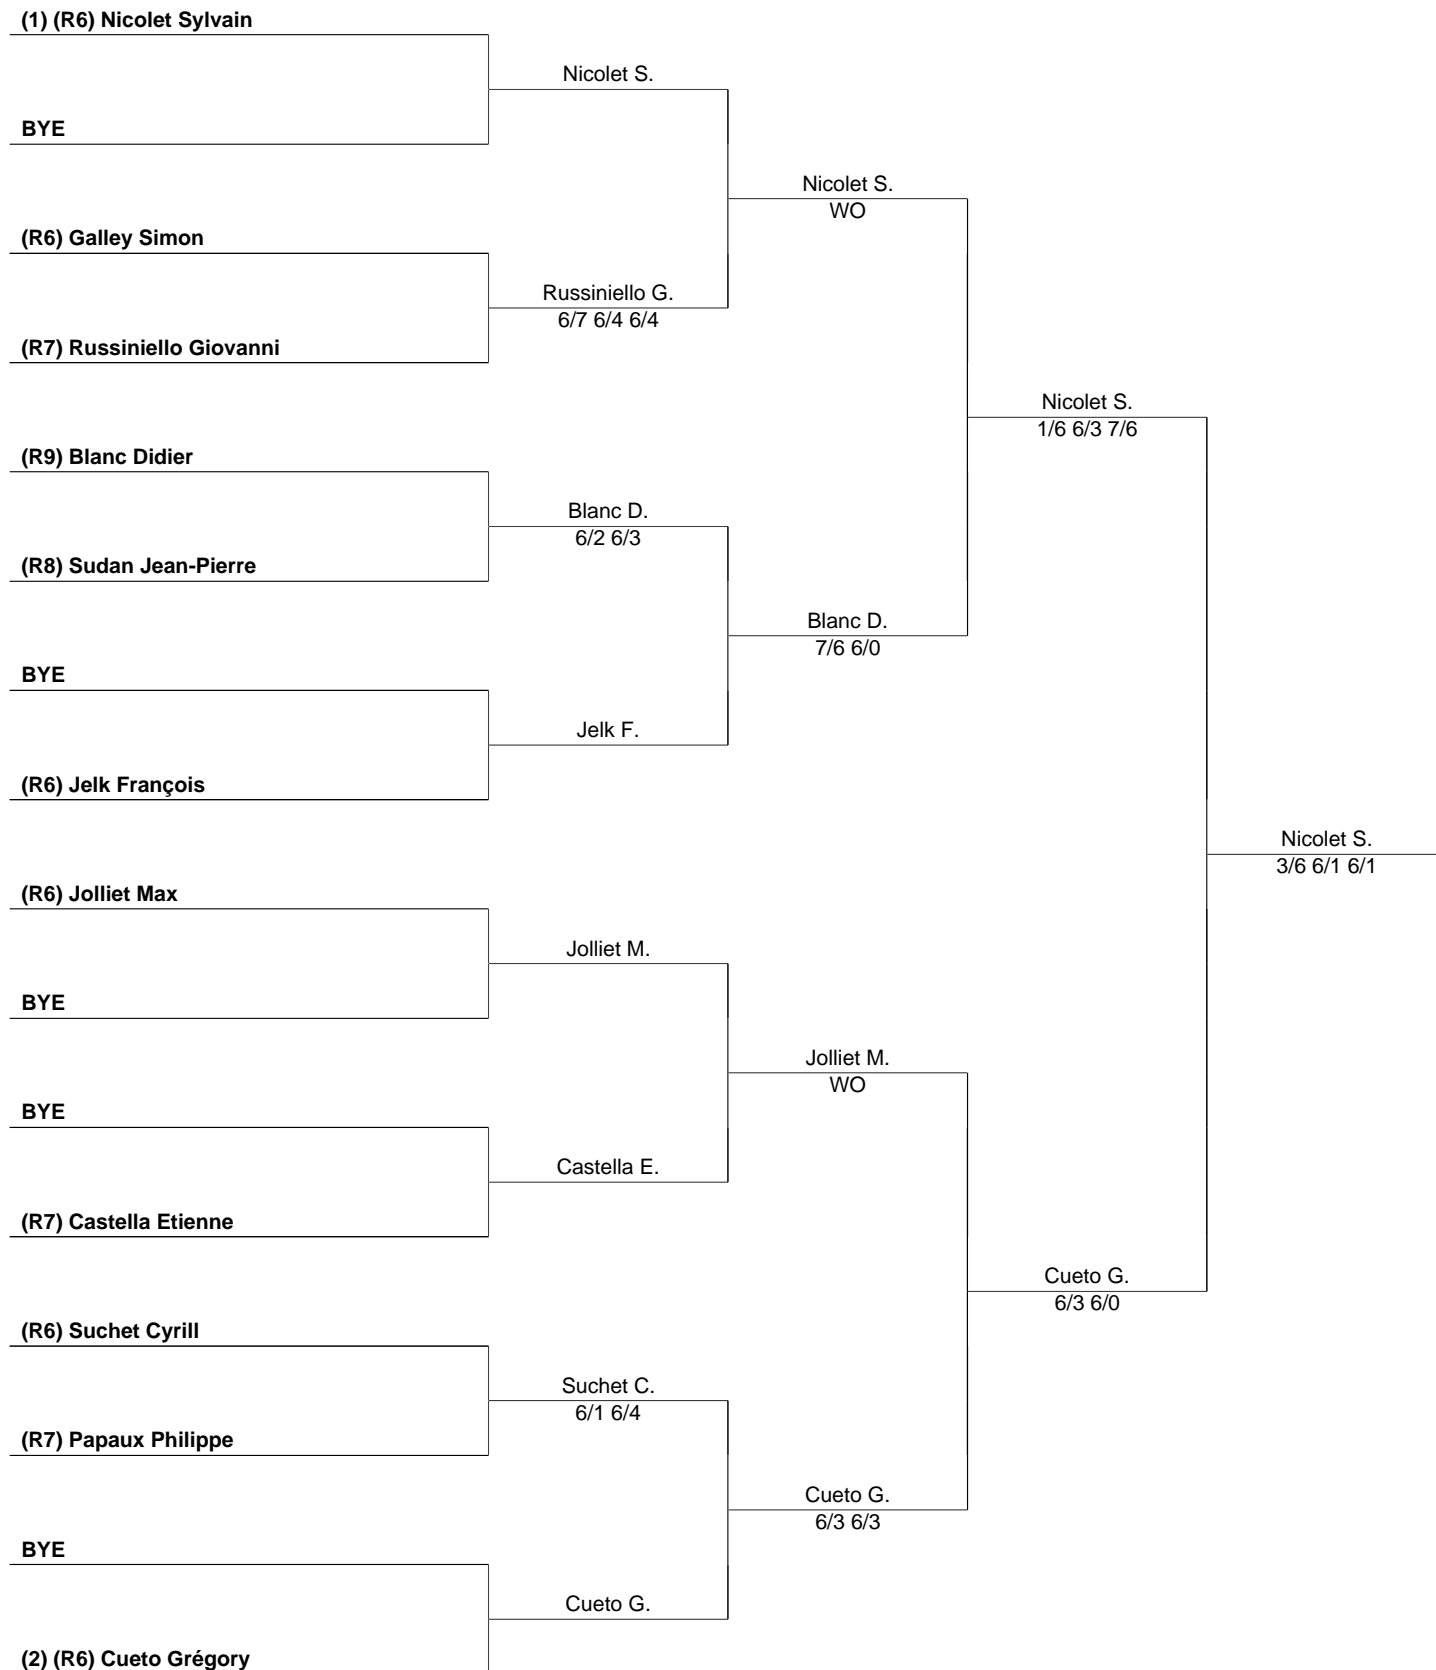 (1) (R6) Nicolet Sylvain
Nicolet S.
BYE
Nicolet S.
WO
(R6) Galley Simon
Russiniello G.
6/7 6/4 6/4
(R7) Russiniello Giovanni
Nicolet S.
1/6 6/3 7/6
(R9) Blanc Didier
Blanc D.
6/2 6/3
(R8) Sudan Jean-Pierre
Blanc D.
7/6 6/0
BYE
Jelk F.
(R6) Jelk François
Nicolet S.
3/6 6/1 6/1
(R6) Jolliet Max
Jolliet M.
BYE
Jolliet M.
WO
BYE
Castella E.
(R7) Castella Etienne
Cueto G.
6/3 6/0
(R6) Suchet Cyrill
Suchet C.
6/1 6/4
(R7) Papaux Philippe
Cueto G.
6/3 6/3
BYE
Cueto G.
(2) (R6) Cueto Grégory